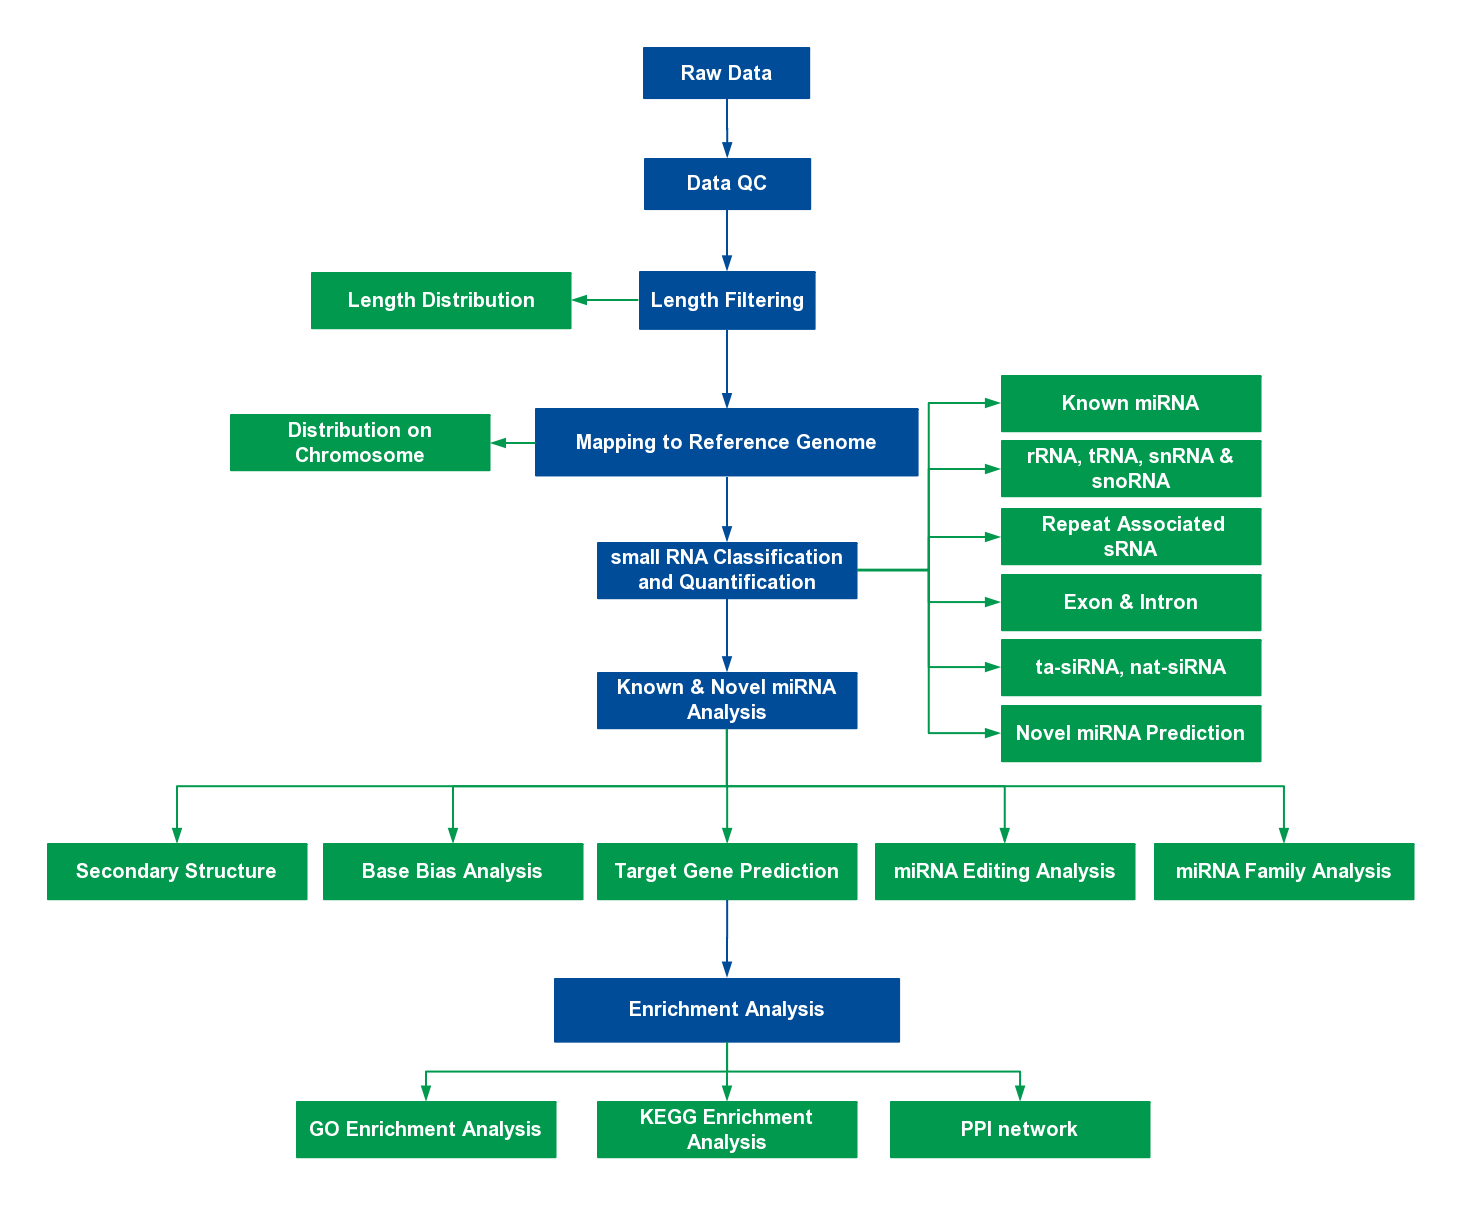 Raw Data
Data QC
Length Distribution
Length Filtering
Known miRNA
Distribution on
Chromosome
Mapping to Reference Genome
rRNA, tRNA, snRNA &
snoRNA
Repeat Associated
sRNA
small RNA Classification
and Quantification
Exon & Intron
ta-siRNA, nat-siRNA
Known & Novel miRNA
Analysis
Novel miRNA Prediction
Secondary Structure
Base Bias Analysis
Target Gene Prediction
miRNA Editing Analysis
miRNA Family Analysis
Enrichment Analysis
GO Enrichment Analysis
KEGG Enrichment
Analysis
PPI network